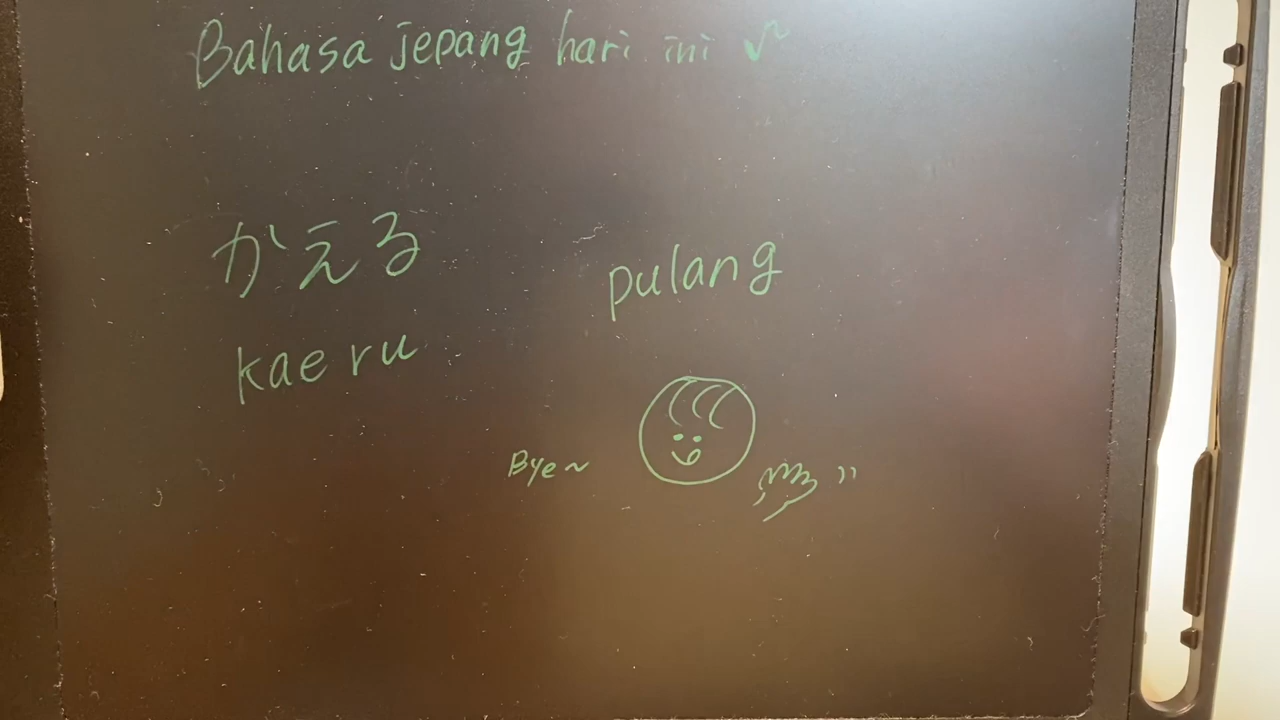 Bahasa jepang hari ini
かえる
pulang
kaeru
Bye~